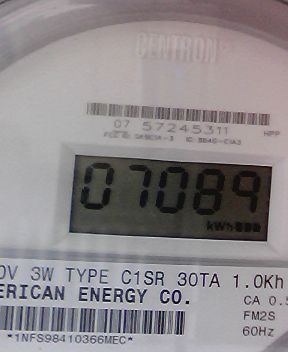 CENTRON
07 57245311
HPP
07089
kWh
0V 3W TYPE C1SR 30TA 1.0Kh
ERICAN ENERGY CO.
CA 0.5
FM2S
60Hz
*1NFS98410366MEC*